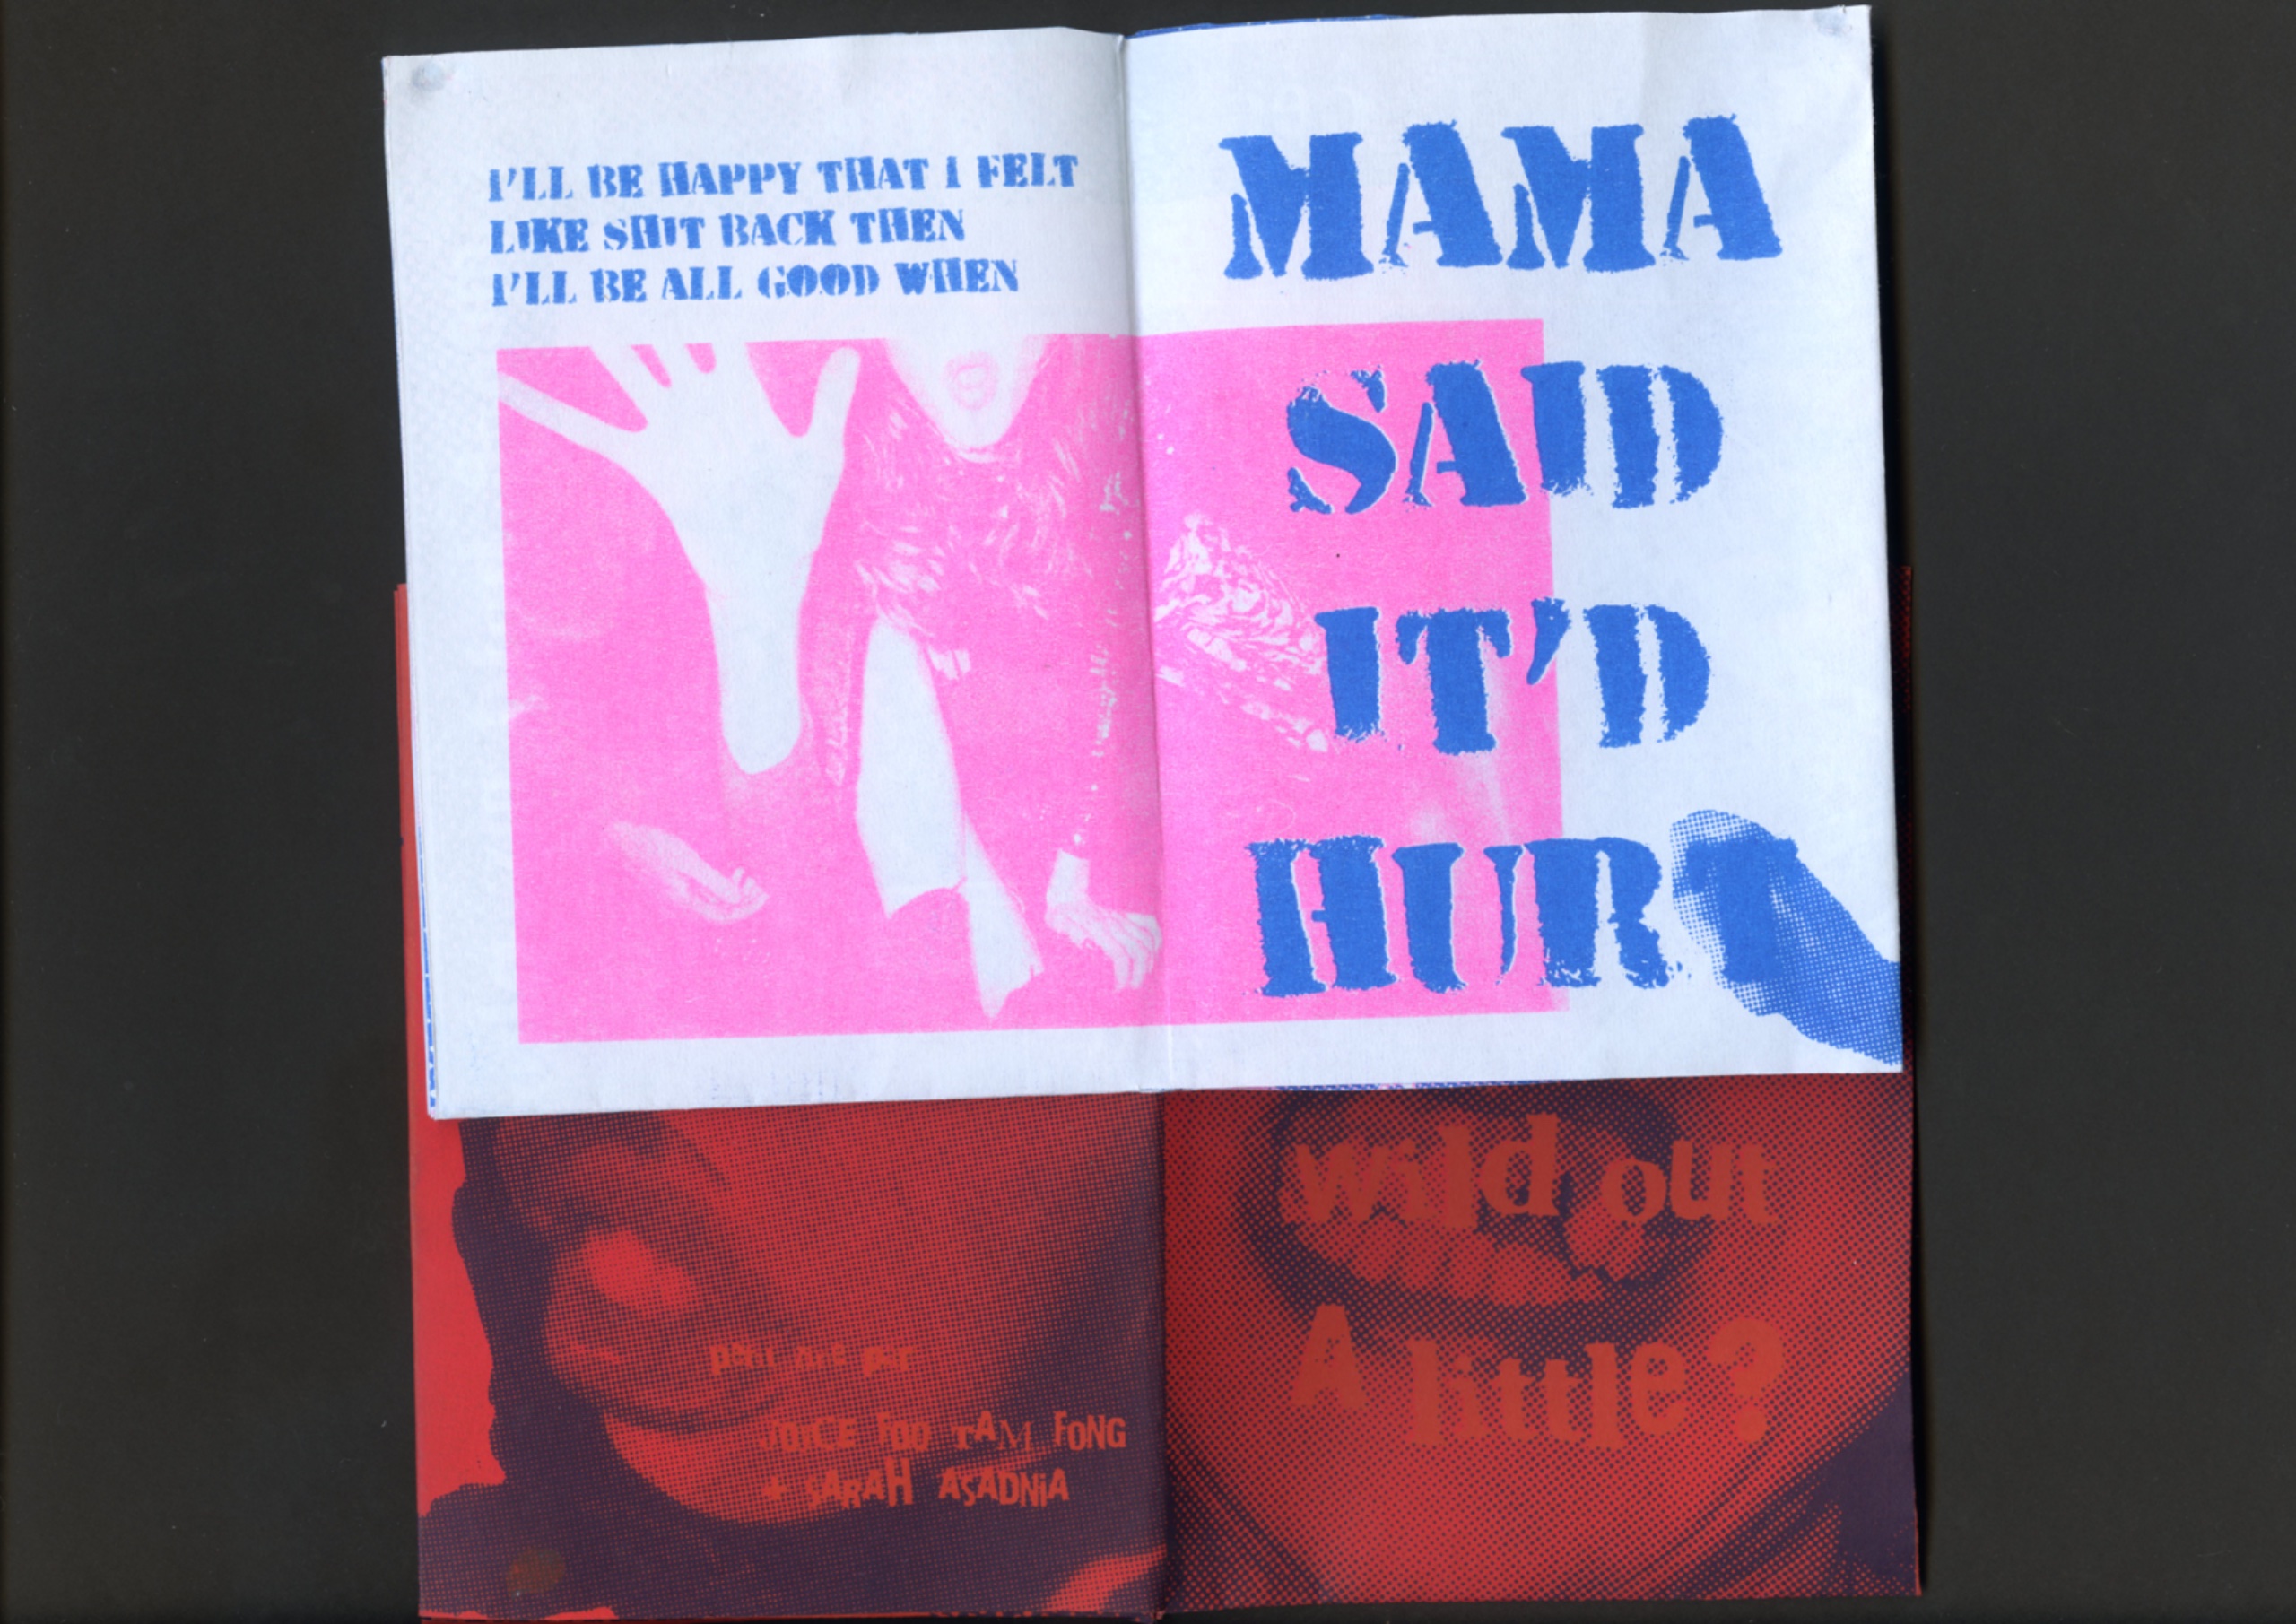 I'LL BE HAPPY THAT I FELT
LIKE SHIT BACK THEN
I'LL BE ALL GOOD WHEN
MAMA
SAID
IT'D
HURT
wild out
A little?
JOICE FOO TAM FONG
+ SARAH ASADNIA